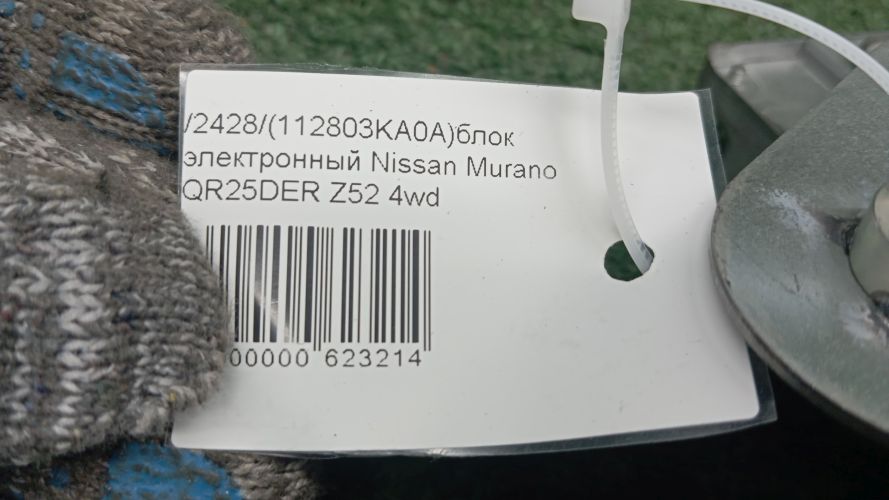 /2428/(112803KA0A)блок
электронный Nissan Murano
QR25DER Z52 4wd
00000 623214